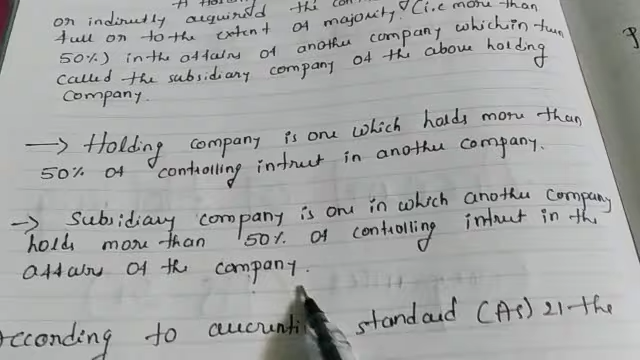 A
or indirectly acquired the
full or to the extent of majority (i.e more than
50%) in the affairs of another company which in turn
called the subsidiary company of the above holding
company.
→ Holding company is one which holds more than
50% of controlling intrest in another company.
→ Subsidiary company is one in which another company
holds more than 50% of controlling intrest in the
affairs of the company.
According to standard (AS) 21 the